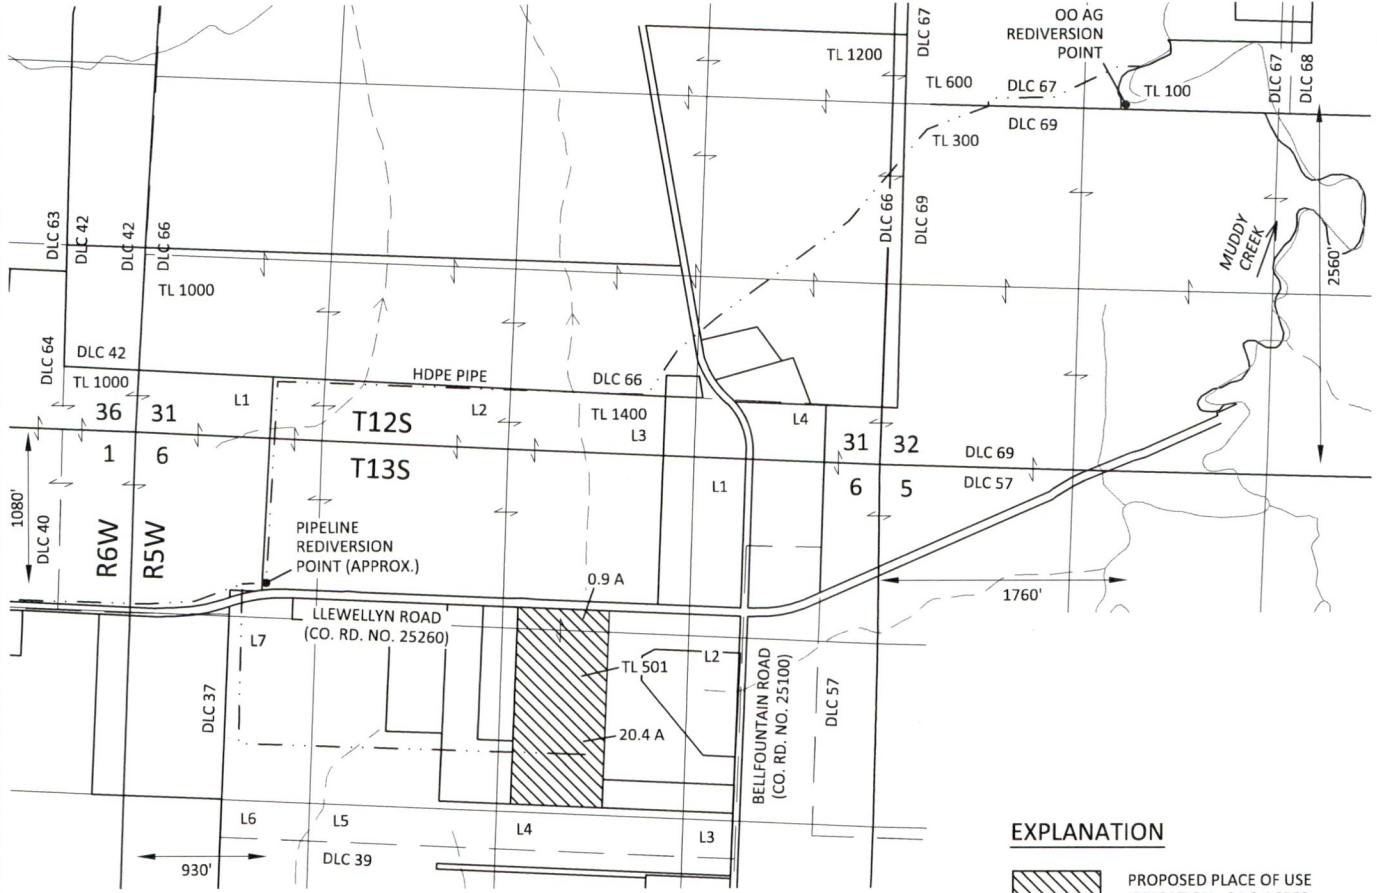 OO AG
REDIVERSION
POINT
DLC 67
TL 1200
TL 600
DLC 67
TL 100
DLC 67
DLC 68
DLC 69
TL 300
DLC 63
DLC 42
DLC 42
DLC 66
DLC 66
DLC 69
MUDDY
CREEK
2560'
TL 1000
DLC 64
DLC 42
HDPE PIPE
DLC 66
TL 1000
L1
L2
TL 1400
L3
L4
36
31
T12S
31
32
DLC 69
1
6
T13S
L1
6
5
DLC 57
1080'
DLC 40
R6W
R5W
PIPELINE
REDIVERSION
POINT (APPROX.)
0.9 A
1760'
LLEWELLYN ROAD
(CO. RD. NO. 25260)
L7
TL 501
L2
BELLFOUNTAIN ROAD
(CO. RD. NO. 25100)
DLC 57
DLC 37
20.4 A
L6
L5
L4
L3
DLC 39
930'
EXPLANATION
PROPOSED PLACE OF USE